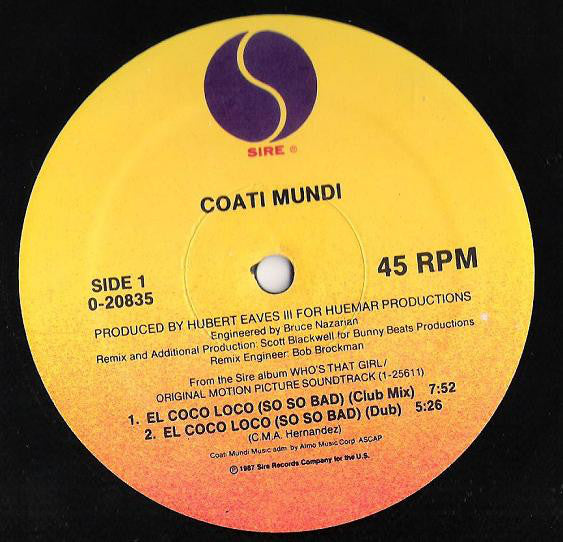 SIRE ®
COATI MUNDI
SIDE 1
0-20835
45 RPM
PRODUCED BY HUBERT EAVES III FOR HUEMAR PRODUCTIONS
Engineered by Bruce Nazarian
Remix and Additional Production: Scott Blackwell for Bunny Beats Productions
Remix Engineer: Bob Brockman
From the Sire album WHO'S THAT GIRL/
ORIGINAL MOTION PICTURE SOUNDTRACK (1-25611)
1. EL COCO LOCO (SO SO BAD) (Club Mix) 7:52
2. EL COCO LOCO (SO SO BAD) (Dub) 5:26
(C.M.A. Hernandez)
Coati Mundi Music adm. by Almo Music Corp. ASCAP
℗ 1987 Sire Records Company for the U.S.